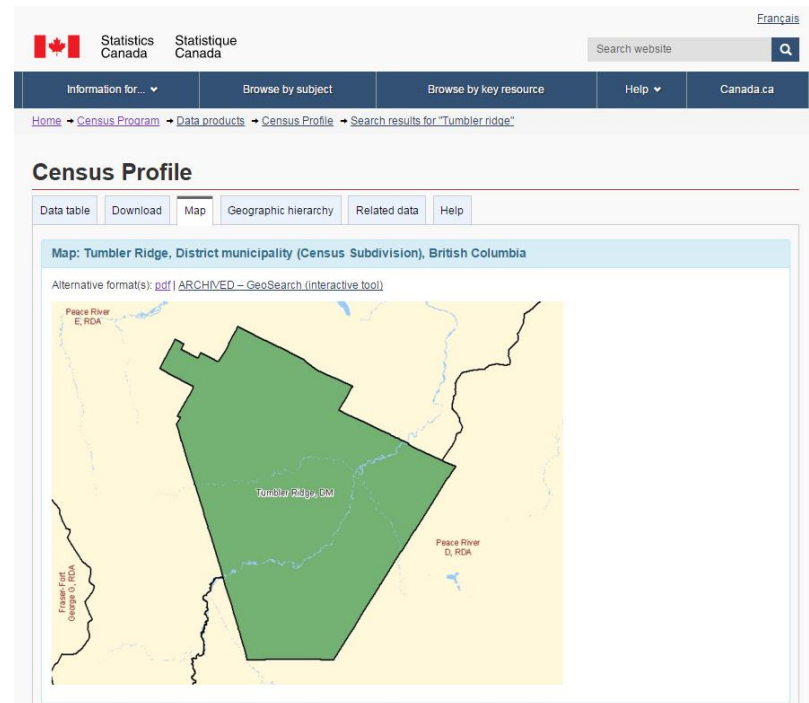 Français
Statistics Statistique
Canada Canada
Search website
Information for... Browse by subject Browse by key resource Help Canada.ca
Home → Census Program → Data products → Census Profile → Search results for "Tumbler ridge"
Census Profile
Data table Download Map Geographic hierarchy Related data Help
Map: Tumbler Ridge, District municipality (Census Subdivision), British Columbia
Alternative format(s): pdf | ARCHIVED – GeoSearch (interactive tool)
Peace River
E, RDA
Tumbler Ridge, DM
Peace River
D, RDA
Fraser-Fort
George G, RDA